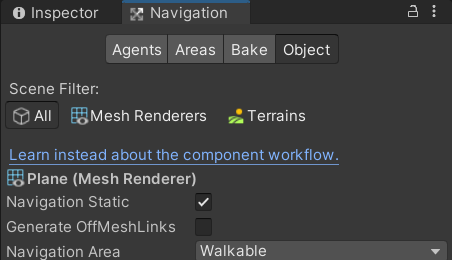 Inspector Navigation
Agents Areas Bake Object
Scene Filter:
All Mesh Renderers Terrains
Learn instead about the component workflow.
Plane (Mesh Renderer)
Navigation Static
Generate OffMeshLinks
Navigation Area Walkable